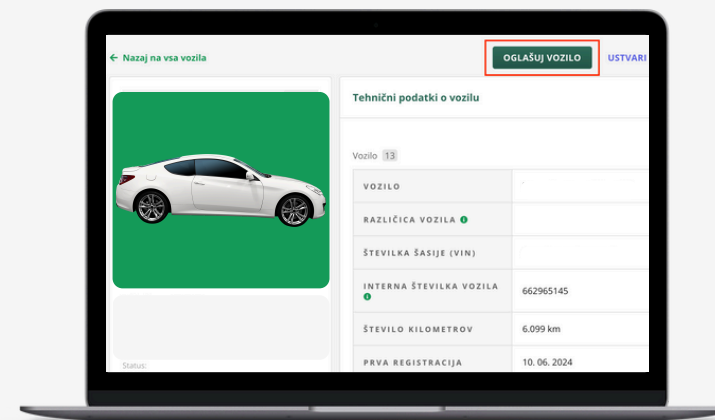 ← Nazaj na vsa vozila
OGLAŠUJ VOZILO
USTVARI
Tehnični podatki o vozilu
Vozilo 13
VOZILO
RAZLIČICA VOZILA
ŠTEVILKA ŠASIJE (VIN)
INTERNA ŠTEVILKA VOZILA
662965145
ŠTEVILO KILOMETROV
6.099 km
PRVA REGISTRACIJA
10. 06. 2024
Status: